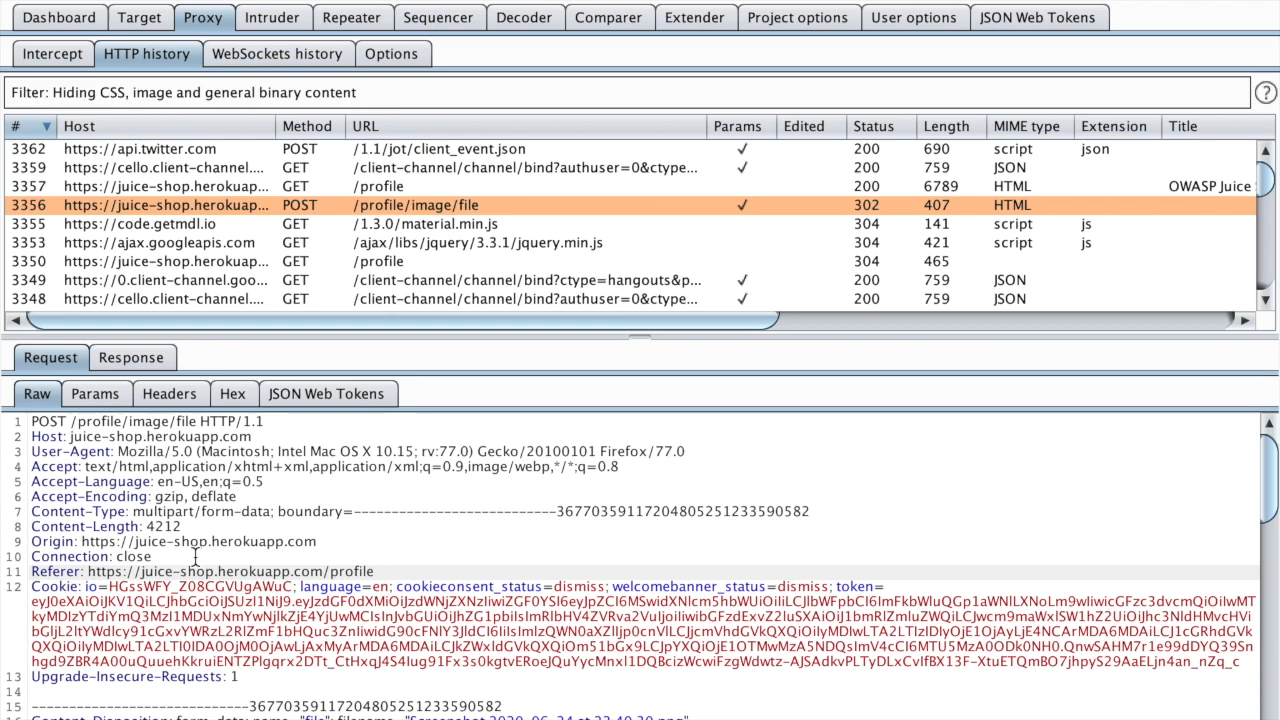 Dashboard Target Proxy Intruder Repeater Sequencer Decoder Comparer Extender Project options User options JSON Web Tokens
Intercept HTTP history WebSockets history Options
Filter: Hiding CSS, image and general binary content ?
# Host Method URL Params Edited Status Length MIME type Extension Title
3362 https://api.twitter.com POST /1.1/jot/client_event.json ✓ 200 690 script json
3359 https://cello.client-channel.... GET /client-channel/channel/bind?authuser=0&ctype... ✓ 200 759 JSON
3357 https://juice-shop.herokuap... GET /profile 200 6789 HTML OWASP Juice
3356 https://juice-shop.herokuap... POST /profile/image/file ✓ 302 407 HTML
3355 https://code.getmdl.io GET /1.3.0/material.min.js 304 141 script js
3353 https://ajax.googleapis.com GET /ajax/libs/jquery/3.3.1/jquery.min.js 304 421 script js
3350 https://juice-shop.herokuap... GET /profile 304 465
3349 https://0.client-channel.goo... GET /client-channel/channel/bind?ctype=hangouts&p... ✓ 200 759 JSON
3348 https://cello.client-channel.... GET /client-channel/channel/bind?authuser=0&ctype... ✓ 200 759 JSON
Request Response
Raw Params Headers Hex JSON Web Tokens
1 POST /profile/image/file HTTP/1.1
2 Host: juice-shop.herokuapp.com
3 User-Agent: Mozilla/5.0 (Macintosh; Intel Mac OS X 10.15; rv:77.0) Gecko/20100101 Firefox/77.0
4 Accept: text/html,application/xhtml+xml,application/xml;q=0.9,image/webp,*/*;q=0.8
5 Accept-Language: en-US,en;q=0.5
6 Accept-Encoding: gzip, deflate
7 Content-Type: multipart/form-data; boundary=---------------------------367703591172048052512335 90582
8 Content-Length: 4212
9 Origin: https://juice-shop.herokuapp.com
10 Connection: close
11 Referer: https://juice-shop.herokuapp.com/profile
12 Cookie: io=HGssWFY_Z08CGVUgAWuC; language=en; cookieconsent_status=dismiss; welcomebanner_status=dismiss; token=
13 Upgrade-Insecure-Requests: 1
14
15 -----------------------------36770359117204805251233590582